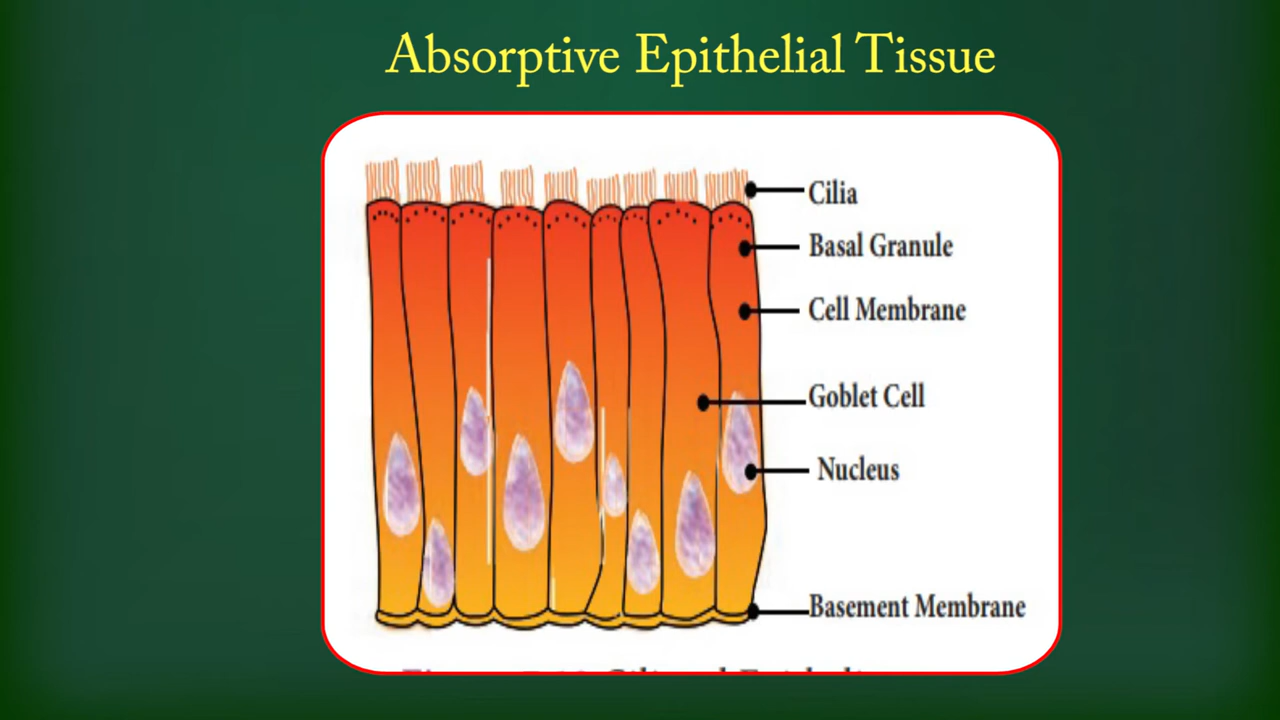 Absorptive Epithelial Tissue
Cilia
Basal Granule
Cell Membrane
Goblet Cell
Nucleus
Basement Membrane